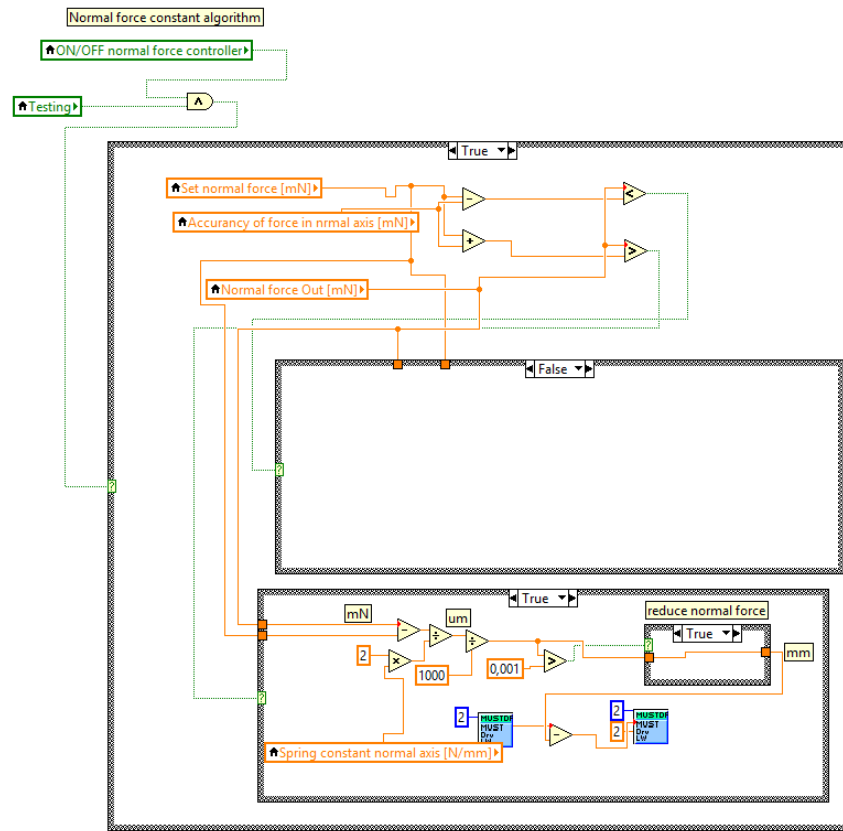 Normal force constant algorithm
ON/OFF normal force controller
Testing
True
Set normal force [mN]
Accurancy of force in nrmal axis [mN]
Normal force Out [mN]
False
True
mN
um
reduce normal force
True
2
1000
0,001
mm
2
MUST
Dry
LW
2
2
MUST
Dry
LW
Spring constant normal axis [N/mm]